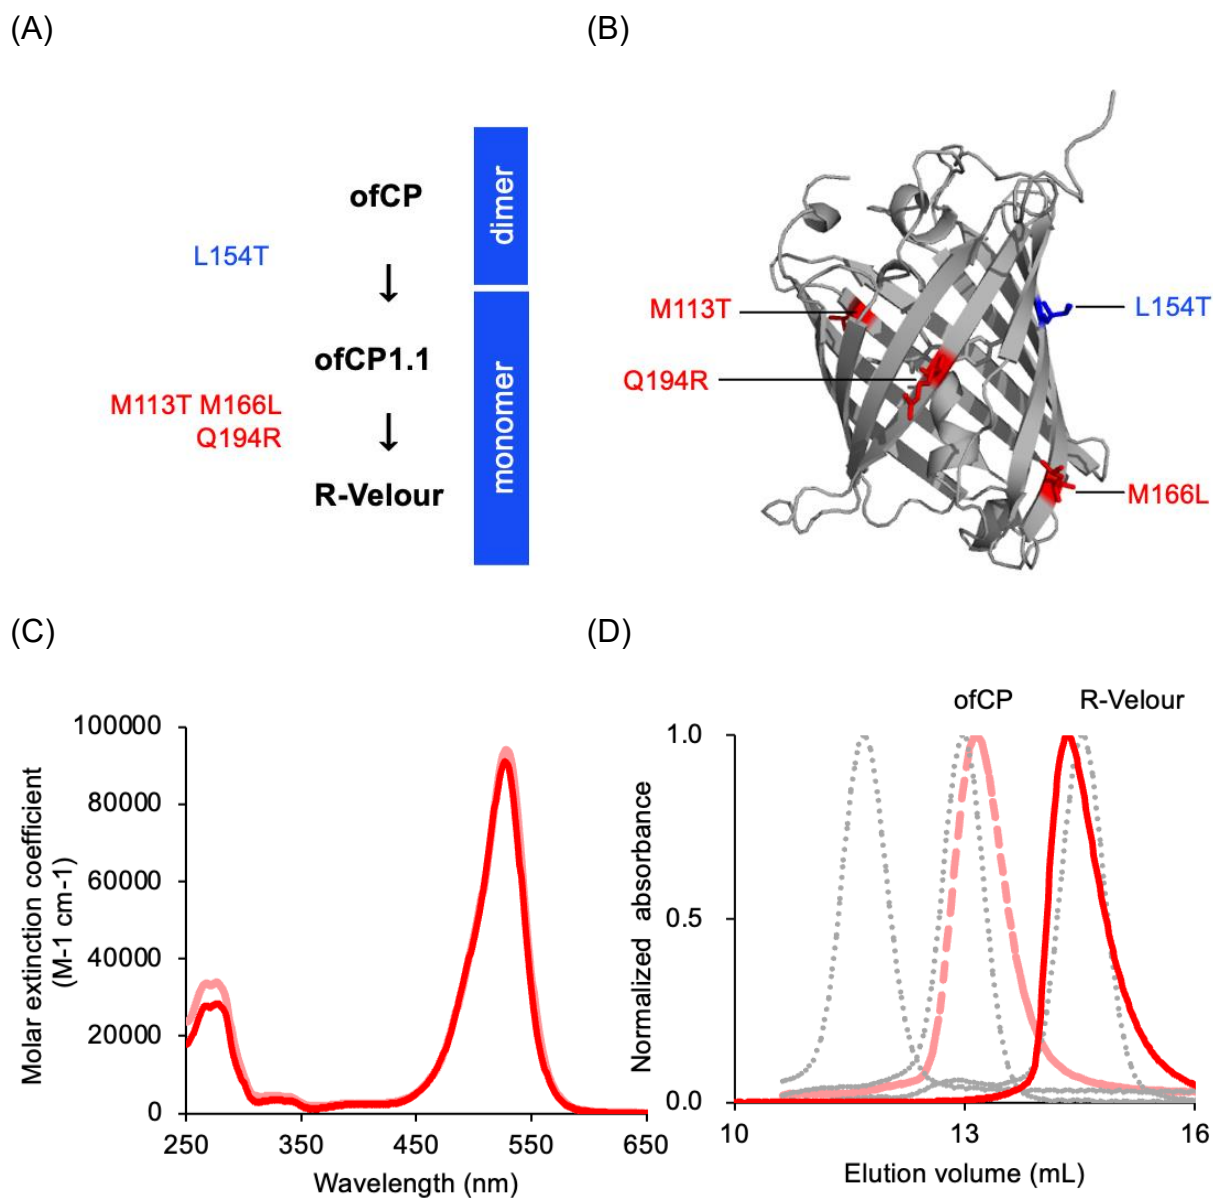 (A)
ofCP
L154T
ofCP1.1
M113T M166L
Q194R
R-Velour
dimer
monomer
(B)
M113T
L154T
Q194R
M166L
(C)
Molar extinction coefficient
(M-1 cm-1)
100000
80000
60000
40000
20000
0
250
350
450
550
650
Wavelength (nm)
(D)
ofCP
R-Velour
Normalized absorbance
1.0
0.5
0.0
10
13
16
Elution volume (mL)